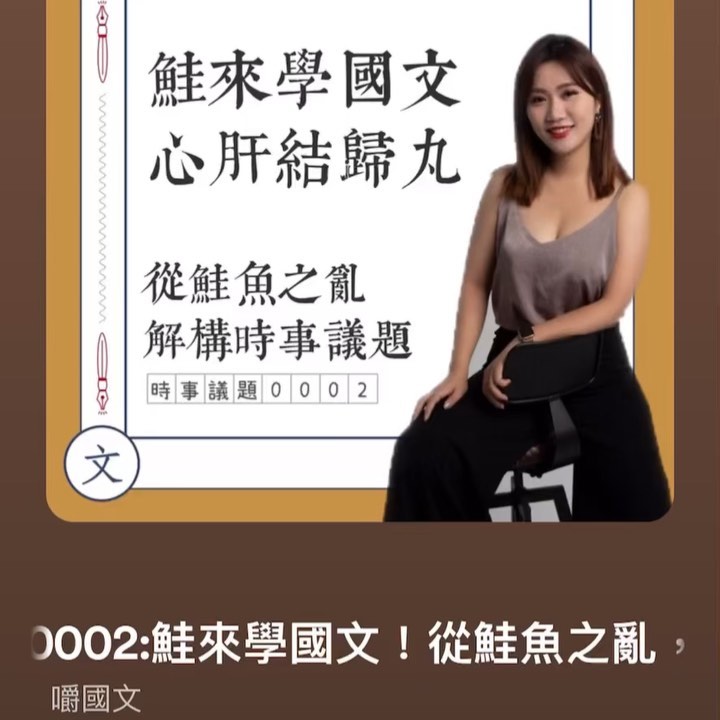 鮭來學國文
心肝結歸丸
從鮭魚之亂
解構時事議題
時事議題0002
文
0002:鮭來學國文！從鮭魚之亂，
嚼國文